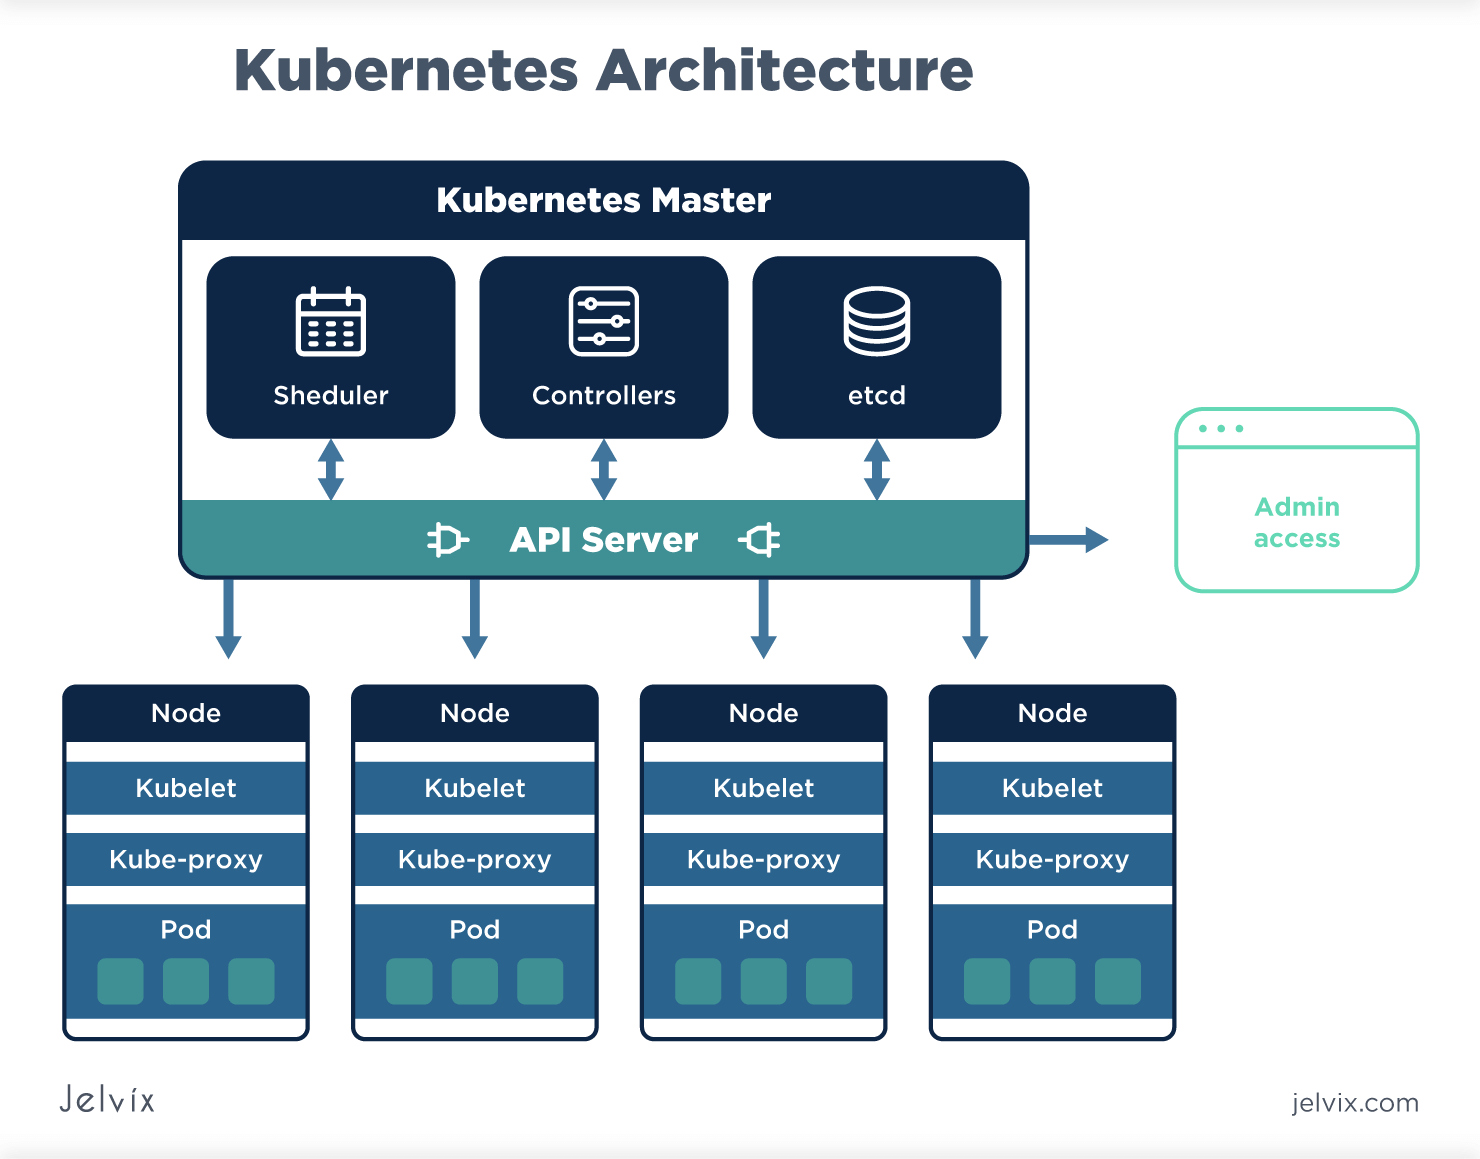 Kubernetes Architecture
Kubernetes Master
Sheduler
Controllers
etcd
API Server
Admin
access
Node
Kubelet
Kube-proxy
Pod
Node
Kubelet
Kube-proxy
Pod
Node
Kubelet
Kube-proxy
Pod
Node
Kubelet
Kube-proxy
Pod
Jelvíx
jelvix.com